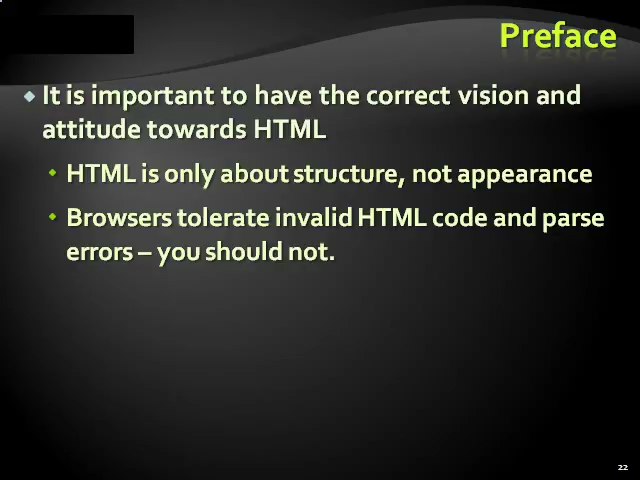 Preface
It is important to have the correct vision and
attitude towards HTML
HTML is only about structure, not appearance
Browsers tolerate invalid HTML code and parse
errors – you should not.
22